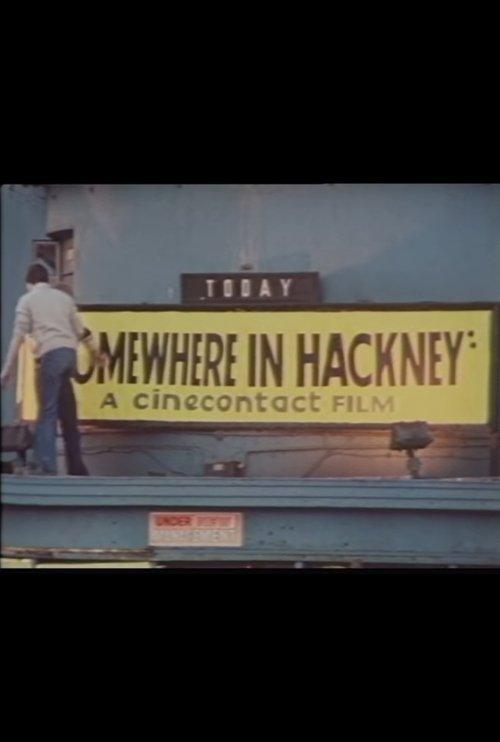 TODAY
OMEWHERE IN HACKNEY:
A cinecontact FILM
UNDER
MANAGEMENT